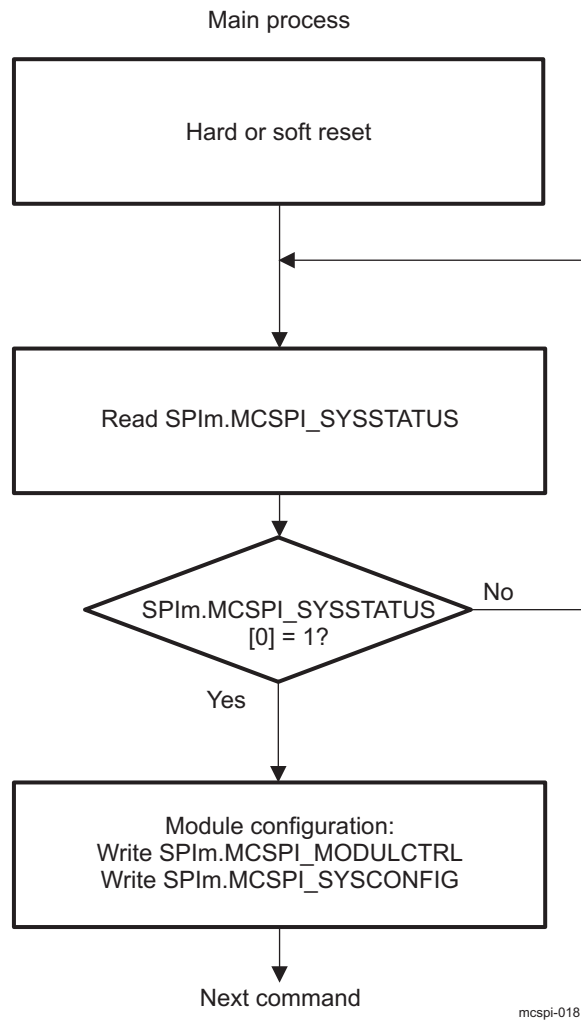 Main process
Hard or soft reset
Read SPIm.MCSPI_SYSSTATUS
SPIm.MCSPI_SYSSTATUS
[0] = 1?
No
Yes
Module configuration:
Write SPIm.MCSPI_MODULCTRL
Write SPIm.MCSPI_SYSCONFIG
Next command
mcspi-018